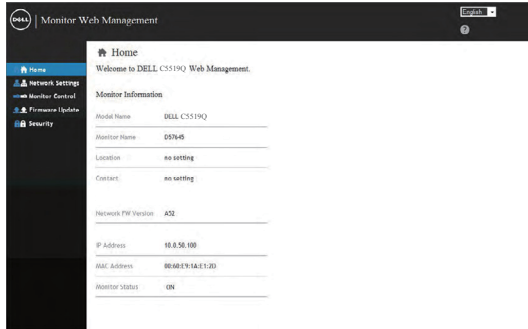 DELL | Monitor Web Management
English
Home
Network Settings
Monitor Control
Firmware Update
Security
Home
Welcome to DELL C5519Q Web Management.
Monitor Information
Model Name DELL C5519Q
Monitor Name D57645
Location no setting
Contact no setting
Network FW Version A52
IP Address 10.0.50.100
MAC Address 00:60:E9:1A:E1:2D
Monitor Status ON